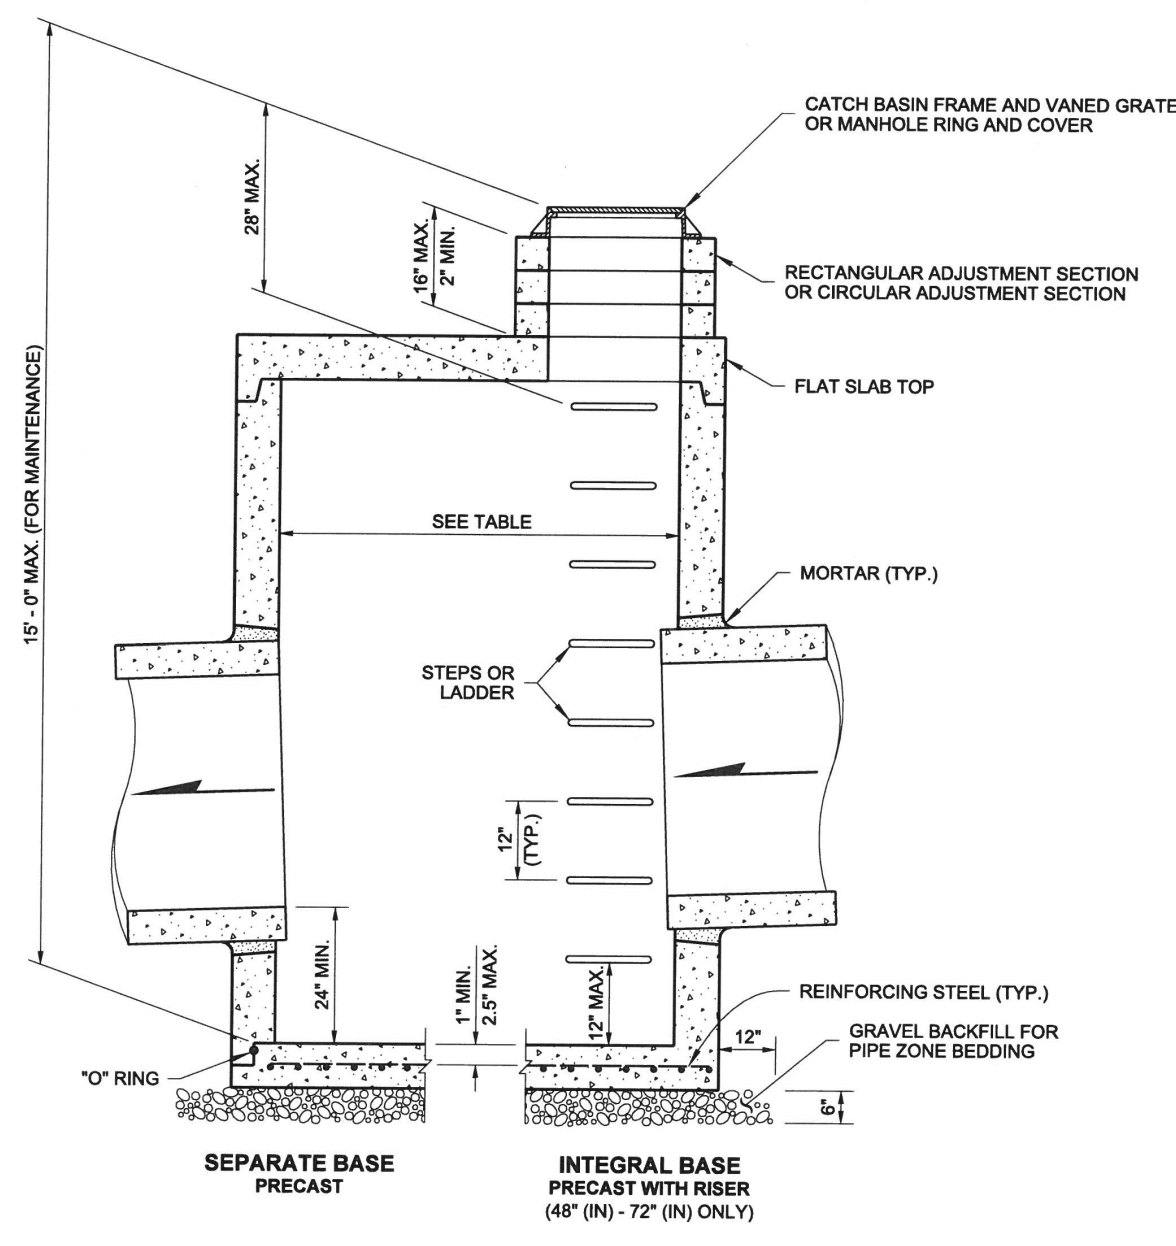 CATCH BASIN FRAME AND VANED GRATE
OR MANHOLE RING AND COVER
28" MAX.
16" MAX.
2" MIN.
RECTANGULAR ADJUSTMENT SECTION
OR CIRCULAR ADJUSTMENT SECTION
FLAT SLAB TOP
15' - 0" MAX. (FOR MAINTENANCE)
SEE TABLE
MORTAR (TYP.)
STEPS OR
LADDER
12"
(TYP.)
24" MIN.
1" MIN.
2.5" MAX.
12" MAX.
REINFORCING STEEL (TYP.)
12"
GRAVEL BACKFILL FOR
PIPE ZONE BEDDING
"O" RING
6"
SEPARATE BASE
PRECAST
INTEGRAL BASE
PRECAST WITH RISER
(48" (IN) - 72" (IN) ONLY)